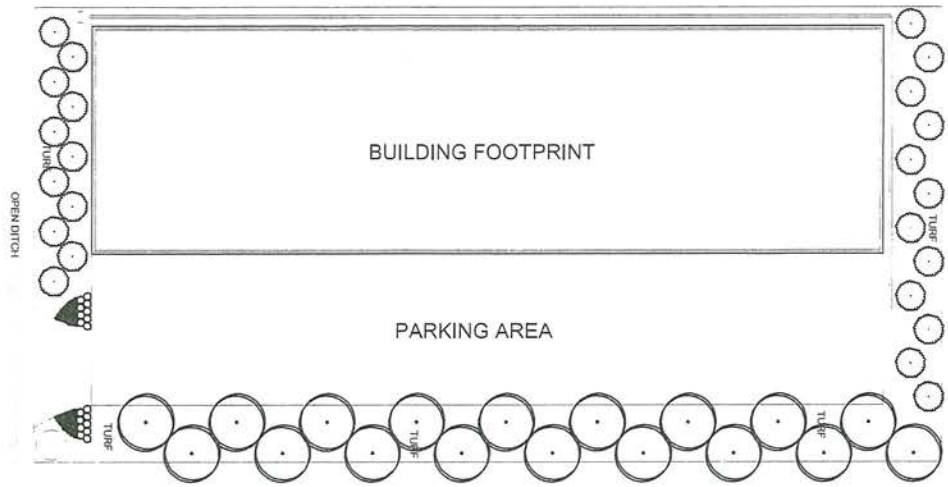 BUILDING FOOTPRINT
TURF
OPEN DITCH
TURF
PARKING AREA
TURF
TURF
TURF